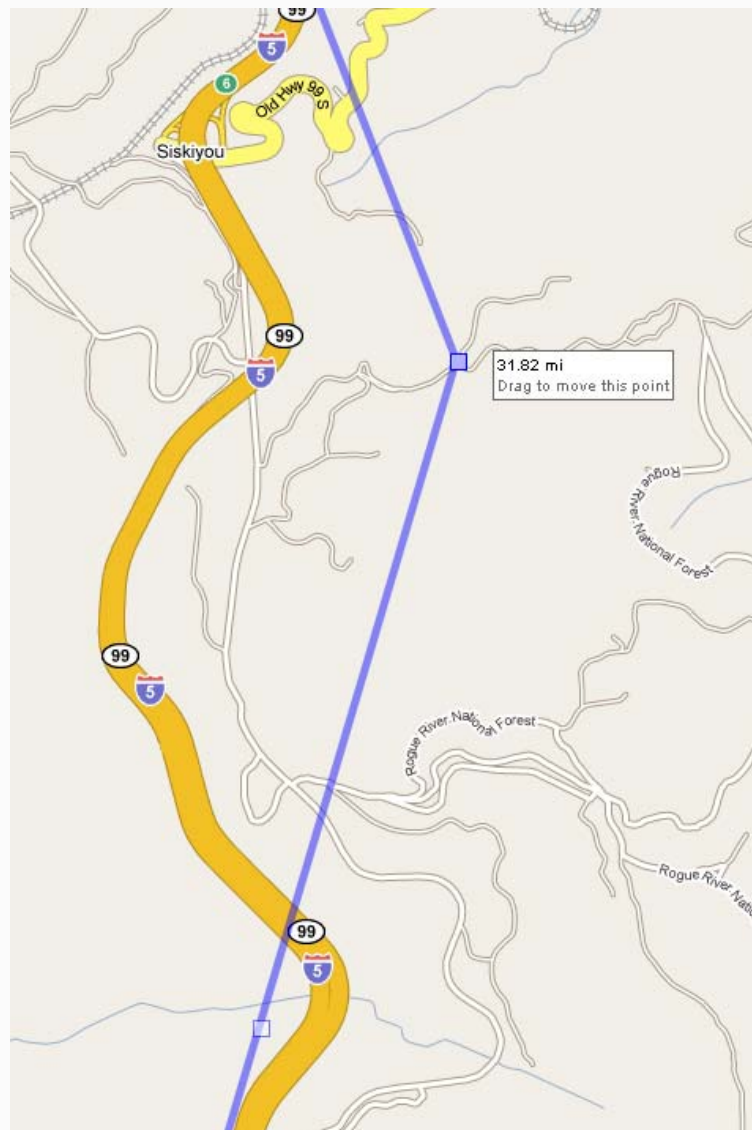 99
5
6
Old Hwy 99 S
Siskiyou
99
5
31.82 mi
Drag to move this point
Rogue
River National Forest
99
5
Rogue River National Forest
Rogue River Natio
99
5